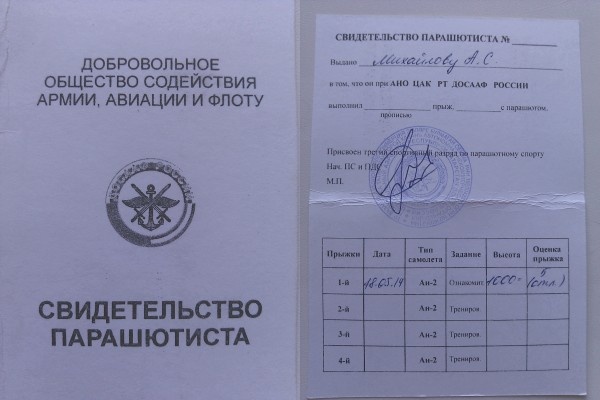 ДОБРОВОЛЬНОЕ
ОБЩЕСТВО СОДЕЙСТВИЯ
АРМИИ, АВИАЦИИ И ФЛОТУ
СВИДЕТЕЛЬСТВО
ПАРАШЮТИСТА
СВИДЕТЕЛЬСТВО ПАРАШЮТИСТА №
Выдано Михайлову А.С.
в том, что он при АНО ЦАК РТ ДОСААФ РОССИИ
выполнил прыж. с парашютом.
прописью
Присвоен третий спортивный разряд по парашютному спорту
Нач. ПС и ПДС
М.П.
Прыжки Дата Тип самолета Задание Высота Оценка прыжка
1-й 18.05.14 Ан-2 Ознакомит. 1000- 5 (отл.)
2-й Ан-2 Трениров.
3-й Ан-2 Трениров.
4-й Ан-2 Трениров.